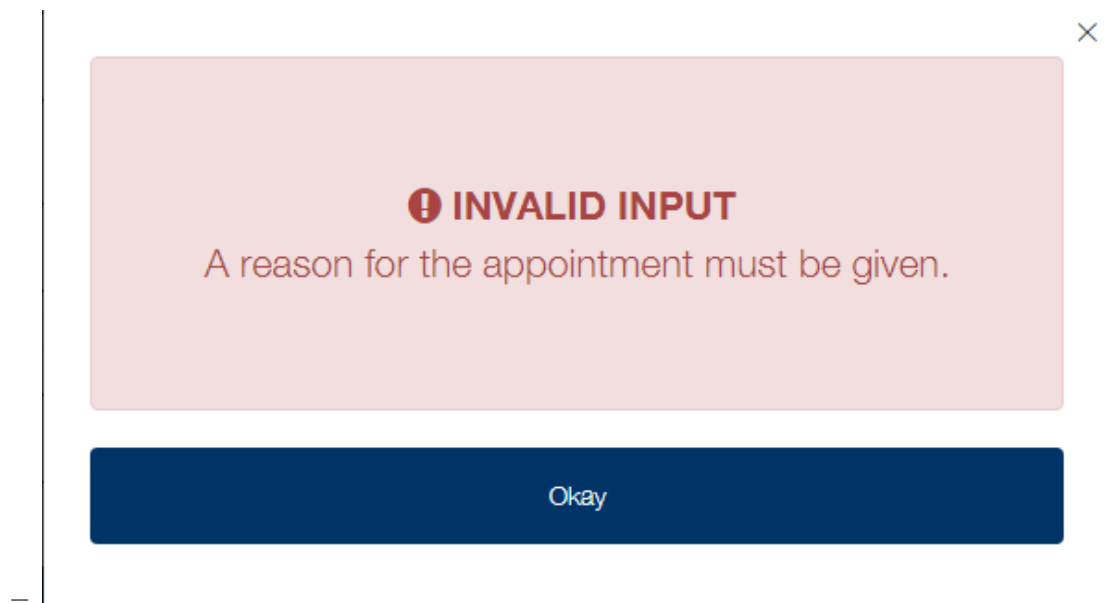 INVALID INPUT
A reason for the appointment must be given.
Okay